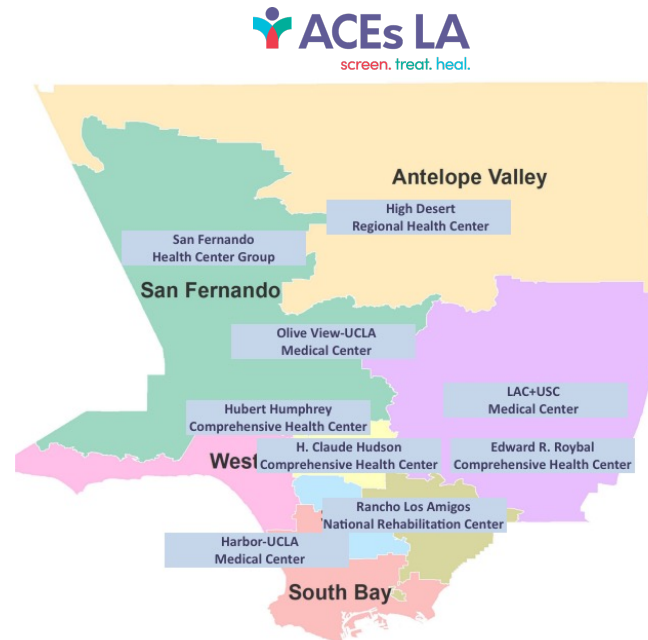 ACEs LA
screen. treat. heal.
Antelope Valley
High Desert
Regional Health Center
San Fernando
Health Center Group
San Fernando
Olive View-UCLA
Medical Center
LAC+USC
Medical Center
Hubert Humphrey
Comprehensive Health Center
West
H. Claude Hudson
Comprehensive Health Center
Edward R. Roybal
Comprehensive Health Center
Rancho Los Amigos
National Rehabilitation Center
Harbor-UCLA
Medical Center
South Bay